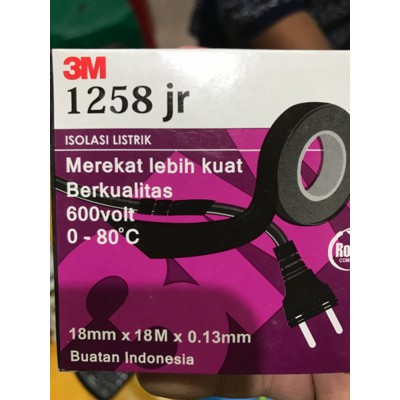 3M
1258 jr
ISOLASI LISTRIK
Merekat lebih kuat
Berkualitas
600volt
0 - 80°C
18mm x 18M x 0.13mm
Buatan Indonesia